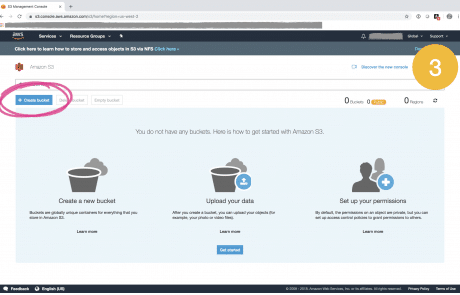 S3 Management Console
s3.console.aws.amazon.com/s3/home?region=us-west-2
aws
Services
Resource Groups
Global
Support
Click here to learn how to store and access objects in S3 via NFS Click here ›
Amazon S3
Discover the new console
3
+ Create bucket
Delete bucket
Empty bucket
0 Buckets
0
0 Regions
You do not have any buckets. Here is how to get started with Amazon S3.
Create a new bucket
Buckets are globally unique containers for everything that you
store in Amazon S3.
Learn more
Upload your data
After you create a bucket, you can upload your objects (for
example, your photo or video files).
Learn more
Set up your permissions
By default, the permissions on an object are private, but you can
set up access control policies to grant permissions to others.
Learn more
Get started
Feedback
English (US)
© 2008 - 2019, Amazon Web Services, Inc. or its affiliates. All rights reserved.
Privacy Policy
Terms of Use